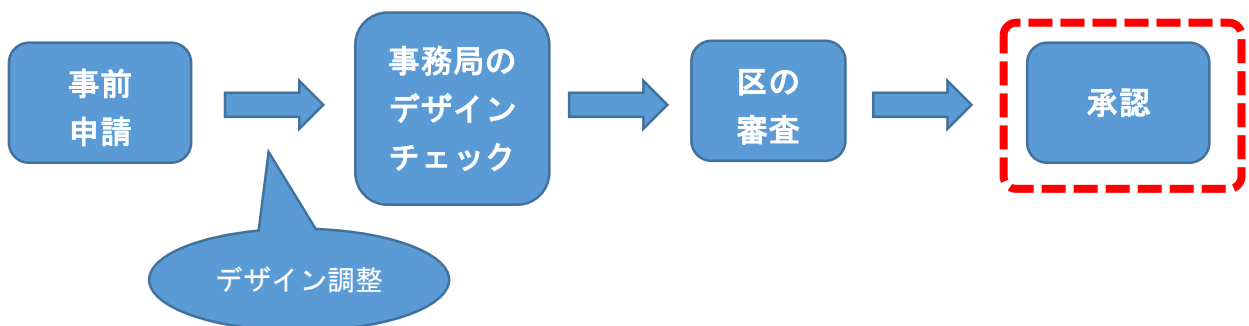 事前
申請
事務局の
デザイン
チェック
区の
審査
承認
デザイン調整